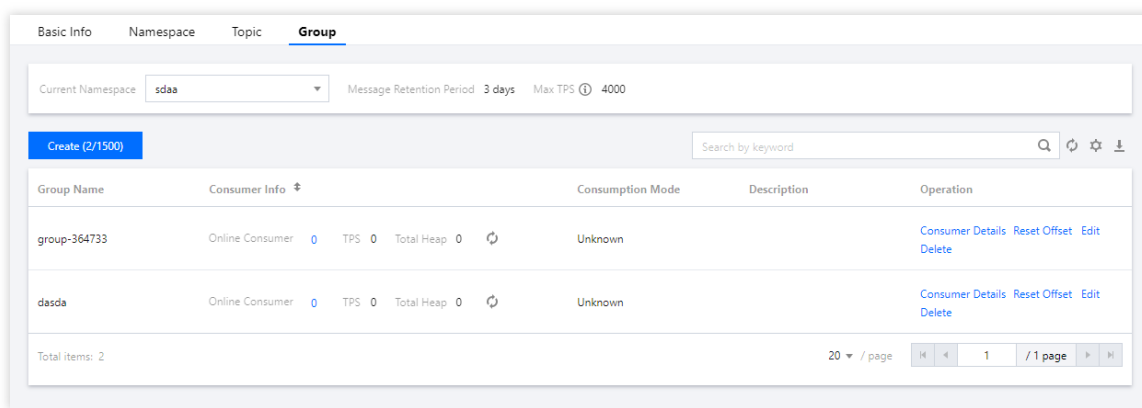 Basic Info Namespace Topic Group
Current Namespace sdaa Message Retention Period 3 days Max TPS 4000
Create (2/1500) Search by keyword
Group Name Consumer Info Consumption Mode Description Operation
group-364733 Online Consumer 0 TPS 0 Total Heap 0 Unknown Consumer Details Reset Offset Edit
Delete
dasda Online Consumer 0 TPS 0 Total Heap 0 Unknown Consumer Details Reset Offset Edit
Delete
Total items: 2 20 / page 1 / 1 page